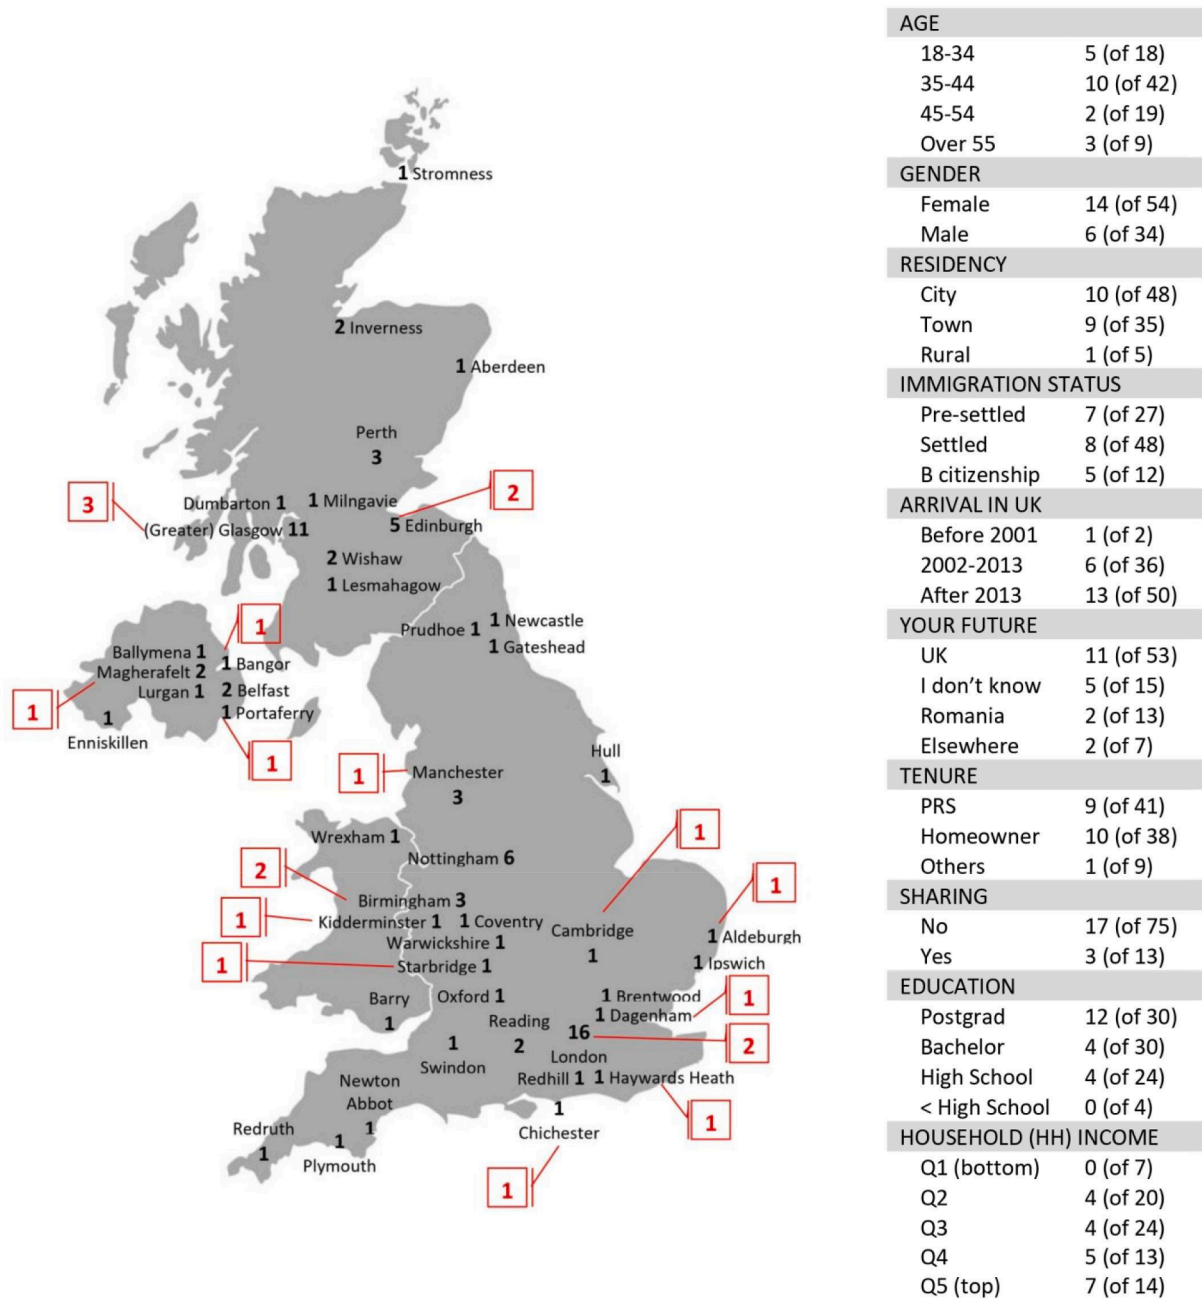 1 Stromness
2 Inverness
1 Aberdeen
Perth
3
3
2
Dumbarton 1
1 Milngavie
(Greater) Glasgow 11
5 Edinburgh
2 Wishaw
1 Lesmahagow
1
Prudhoe 1
1 Newcastle
1 Gateshead
Ballymena 1
1 Bangor
Magherafelt 2
Lurgan 1
2 Belfast
1 Portaferry
1
1
Enniskillen
1
1
Manchester
3
Hull
1
Wrexham 1
Nottingham 6
1
2
Birmingham 3
1
Kidderminster 1
1 Coventry
Cambridge
1
1
1 Aldeburgh
Warwickshire 1
1
Starbridge 1
1 Ipswich
Barry
1
Oxford 1
1 Brentwood
1 Dagenham
1
Reading
2
16
London
2
1
Swindon
Redhill 1
1 Haywards Heath
1
Newton
Abbot
1
1
Chichester
1
Redruth
1
1
Plymouth
AGE
18-34 5 (of 18)
35-44 10 (of 42)
45-54 2 (of 19)
Over 55 3 (of 9)
GENDER
Female 14 (of 54)
Male 6 (of 34)
RESIDENCY
City 10 (of 48)
Town 9 (of 35)
Rural 1 (of 5)
IMMIGRATION STATUS
Pre-settled 7 (of 27)
Settled 8 (of 48)
B citizenship 5 (of 12)
ARRIVAL IN UK
Before 2001 1 (of 2)
2002-2013 6 (of 36)
After 2013 13 (of 50)
YOUR FUTURE
UK 11 (of 53)
I don't know 5 (of 15)
Romania 2 (of 13)
Elsewhere 2 (of 7)
TENURE
PRS 9 (of 41)
Homeowner 10 (of 38)
Others 1 (of 9)
SHARING
No 17 (of 75)
Yes 3 (of 13)
EDUCATION
Postgrad 12 (of 30)
Bachelor 4 (of 30)
High School 4 (of 24)
< High School 0 (of 4)
HOUSEHOLD (HH) INCOME
Q1 (bottom) 0 (of 7)
Q2 4 (of 20)
Q3 4 (of 24)
Q4 5 (of 13)
Q5 (top) 7 (of 14)